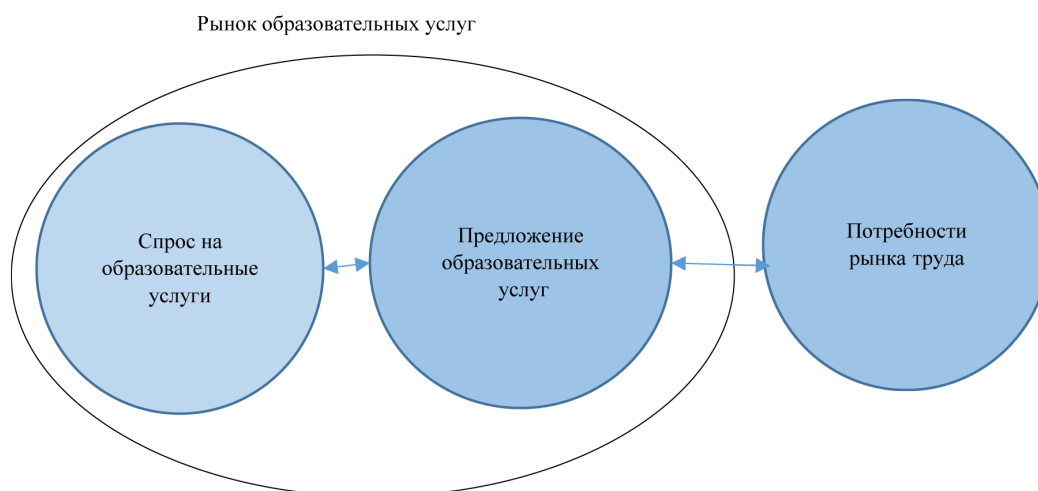 Рынок образовательных услуг
Спрос на
образовательные
услуги
Предложение
образовательных
услуг
Потребности
рынка труда